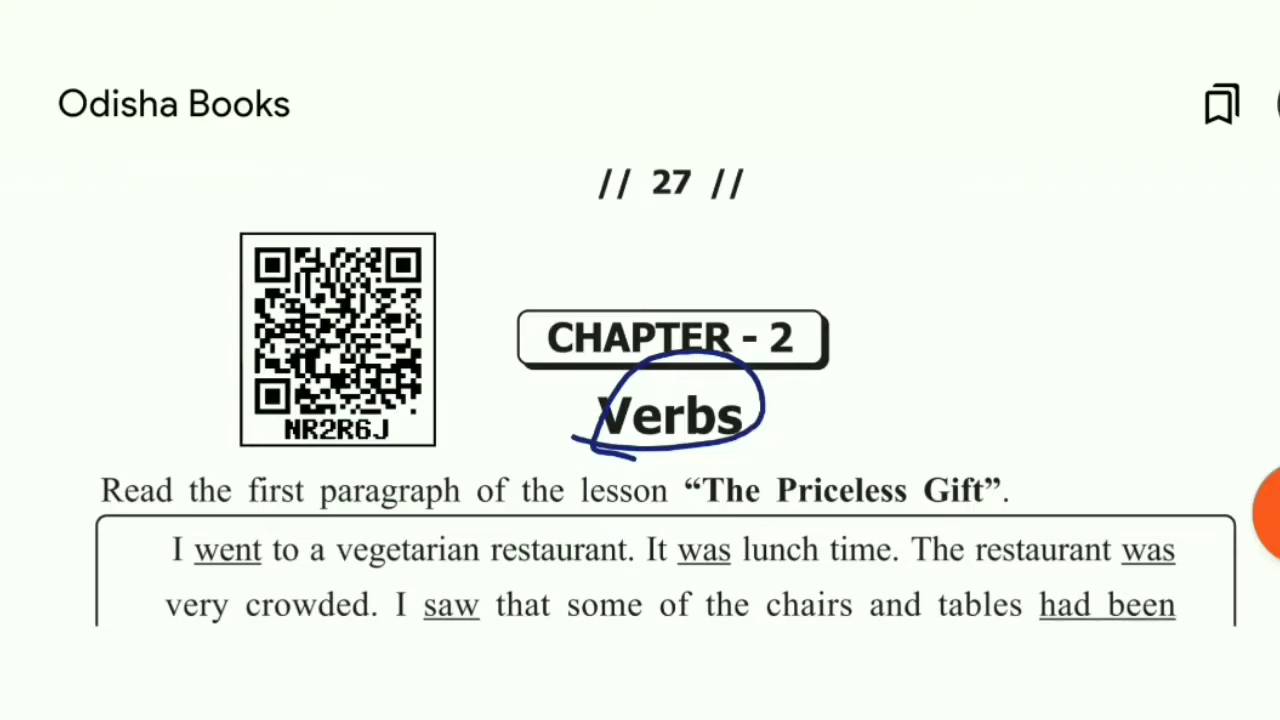 Odisha Books
// 27 //
NR2R6J
CHAPTER - 2
Verbs
Read the first paragraph of the lesson “The Priceless Gift”.
I went to a vegetarian restaurant. It was lunch time. The restaurant was
very crowded. I saw that some of the chairs and tables had been